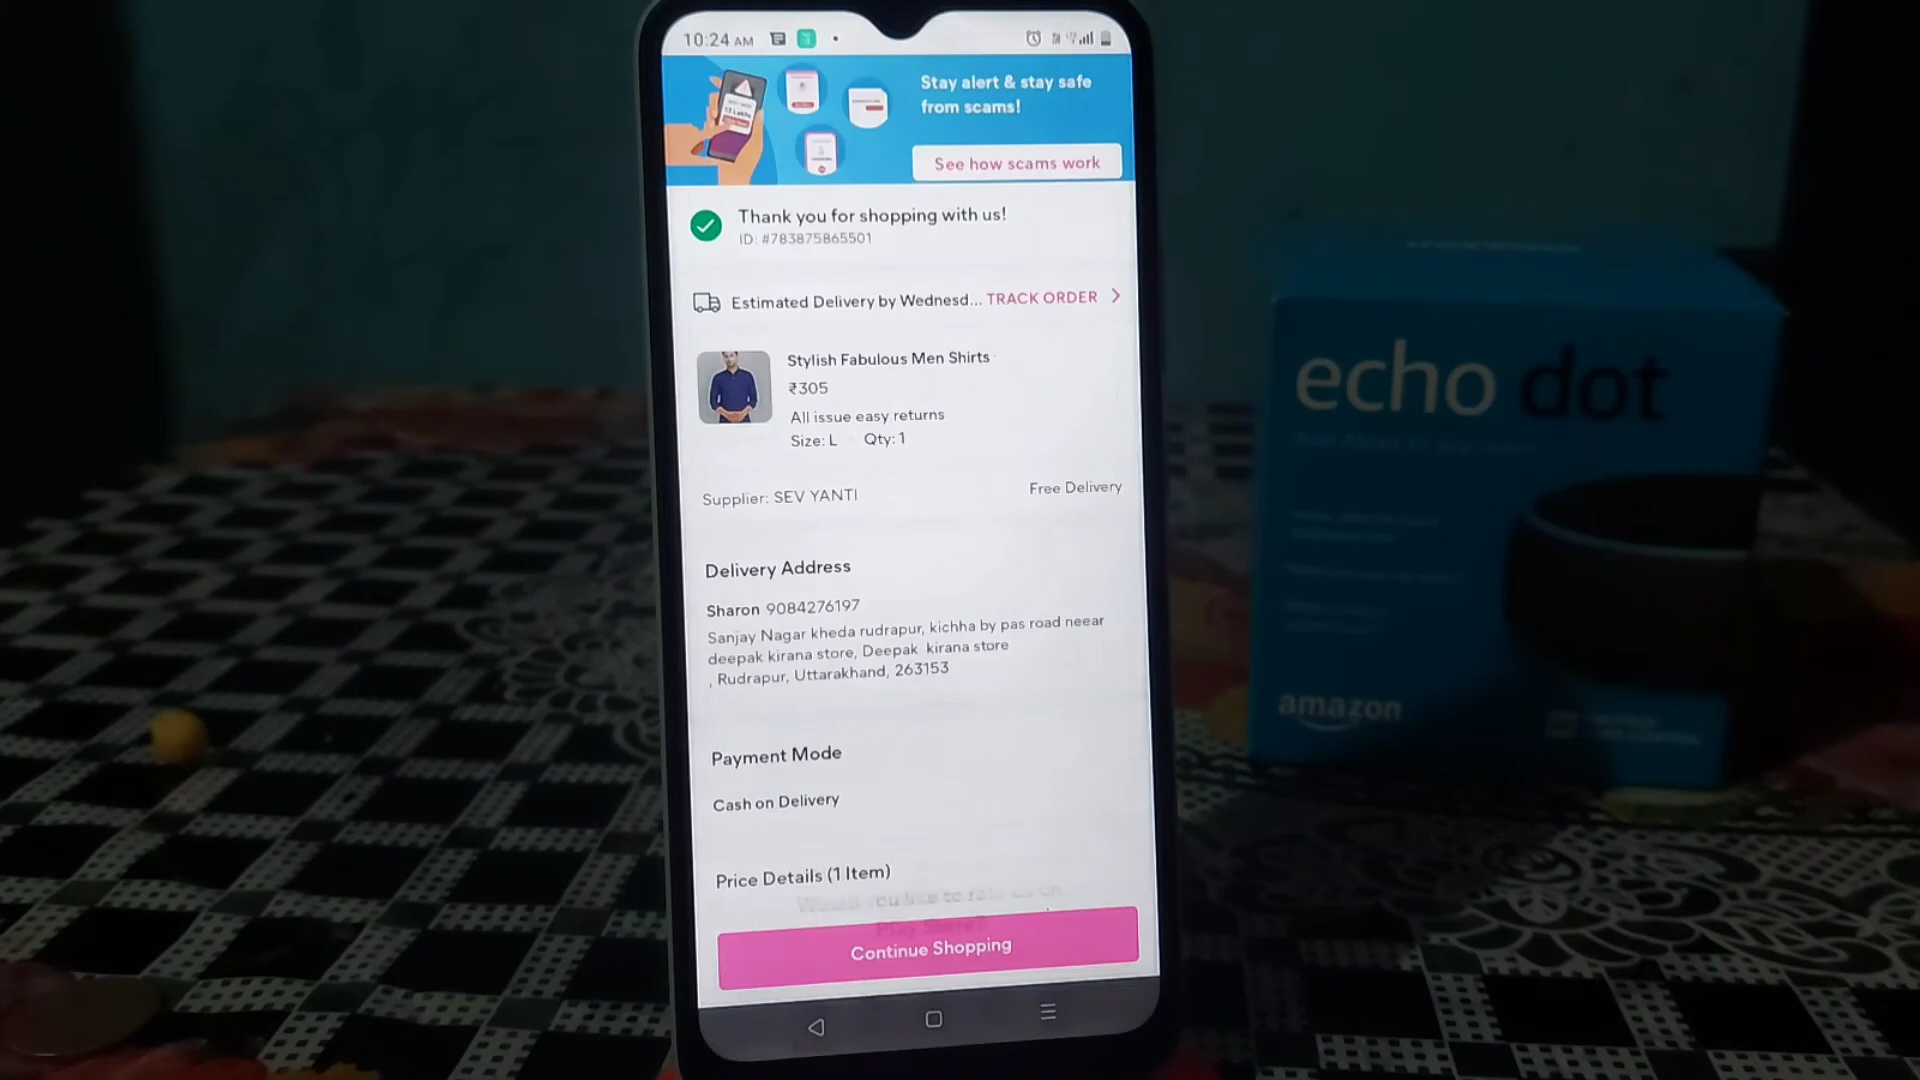 10:24 AM
Stay alert & stay safe
from scams!
See how scams work
Thank you for shopping with us!
ID: #783875865501
Estimated Delivery by Wednesd... TRACK ORDER
Stylish Fabulous Men Shirts
₹305
All issue easy returns
Size: L Qty: 1
Supplier: SEV YANTI
Free Delivery
Delivery Address
Sharon 9084276197
Sanjay Nagar kheda rudrapur, kichha by pas road neear
deepak kirana store, Deepak kirana store
, Rudrapur, Uttarakhand, 263153
Payment Mode
Cash on Delivery
Price Details (1 Item)
Continue Shopping
echo dot
amazon